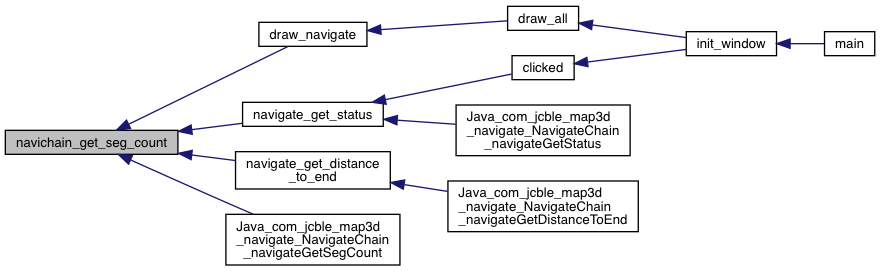 draw_all
draw_navigate
init_window
main
clicked
navigate_get_status
Java_com_jcble_map3d
_navigate_NavigateChain
_navigateGetStatus
navichain_get_seg_count
navigate_get_distance
_to_end
Java_com_jcble_map3d
_navigate_NavigateChain
_navigateGetDistanceToEnd
Java_com_jcble_map3d
_navigate_NavigateChain
_navigateGetSegCount